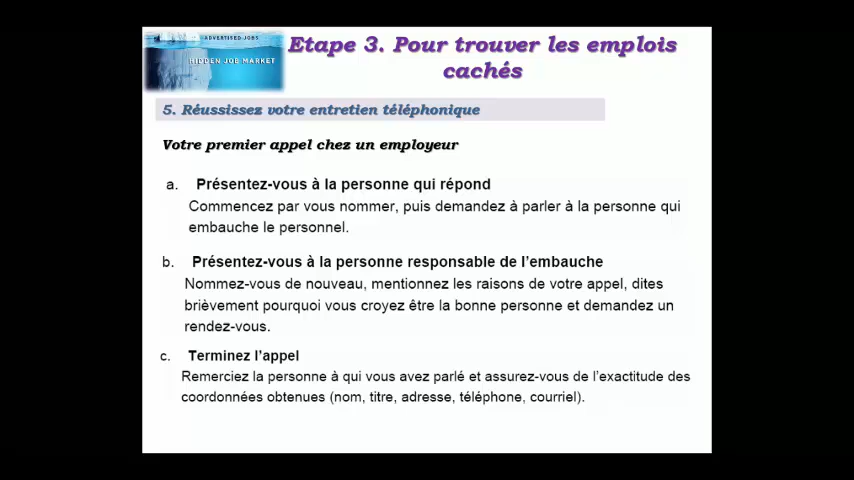 ADVERTISED JOBS
HIDDEN JOB MARKET
Etape 3. Pour trouver les emplois
cachés
5. Réussissez votre entretien téléphonique
Votre premier appel chez un employeur
a. Présentez-vous à la personne qui répond
Commencez par vous nommer, puis demandez à parler à la personne qui
embauche le personnel.
b. Présentez-vous à la personne responsable de l'embauche
Nommez-vous de nouveau, mentionnez les raisons de votre appel, dites
brièvement pourquoi vous croyez être la bonne personne et demandez un
rendez-vous.
c. Terminez l'appel
Remerciez la personne à qui vous avez parlé et assurez-vous de l'exactitude des
coordonnées obtenues (nom, titre, adresse, téléphone, courriel).